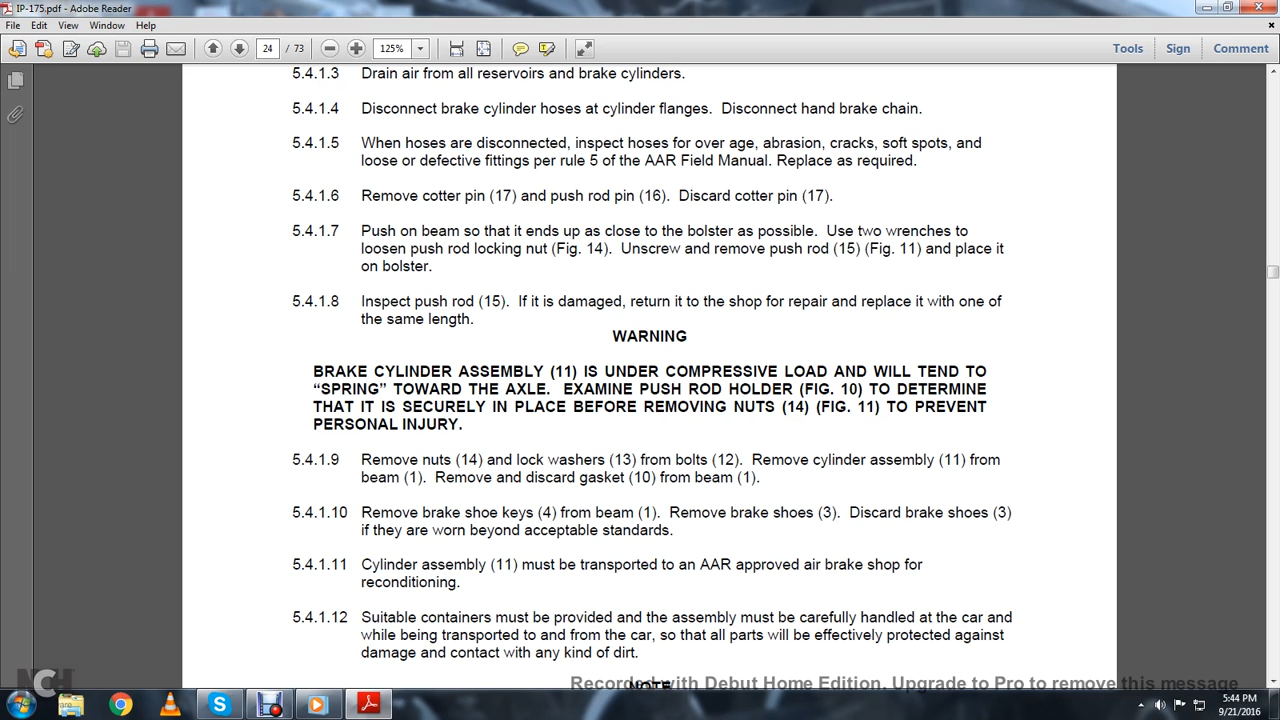 IP-175.pdf - Adobe Reader
File Edit View Window Help
24 / 73 125% Tools Sign Comment
5.4.1.3 Drain air from all reservoirs and brake cylinders.
5.4.1.4 Disconnect brake cylinder hoses at cylinder flanges. Disconnect hand brake chain.
5.4.1.5 When hoses are disconnected, inspect hoses for over age, abrasion, cracks, soft spots, and
loose or defective fittings per rule 5 of the AAR Field Manual. Replace as required.
5.4.1.6 Remove cotter pin (17) and push rod pin (16). Discard cotter pin (17).
5.4.1.7 Push on beam so that it ends up as close to the bolster as possible. Use two wrenches to
loosen push rod locking nut (Fig. 14). Unscrew and remove push rod (15) (Fig. 11) and place it
on bolster.
5.4.1.8 Inspect push rod (15). If it is damaged, return it to the shop for repair and replace it with one of
the same length.
WARNING
BRAKE CYLINDER ASSEMBLY (11) IS UNDER COMPRESSIVE LOAD AND WILL TEND TO
“SPRING” TOWARD THE AXLE. EXAMINE PUSH ROD HOLDER (FIG. 10) TO DETERMINE
THAT IT IS SECURELY IN PLACE BEFORE REMOVING NUTS (14) (FIG. 11) TO PREVENT
PERSONAL INJURY.
5.4.1.9 Remove nuts (14) and lock washers (13) from bolts (12). Remove cylinder assembly (11) from
beam (1). Remove and discard gasket (10) from beam (1).
5.4.1.10 Remove brake shoe keys (4) from beam (1). Remove brake shoes (3). Discard brake shoes (3)
if they are worn beyond acceptable standards.
5.4.1.11 Cylinder assembly (11) must be transported to an AAR approved air brake shop for
reconditioning.
5.4.1.12 Suitable containers must be provided and the assembly must be carefully handled at the car and
while being transported to and from the car, so that all parts will be effectively protected against
damage and contact with any kind of dirt.
NOTE
Recorded with Debut Home Edition. Upgrade to Pro to remove this message
NCH
5:44 PM
9/21/2016